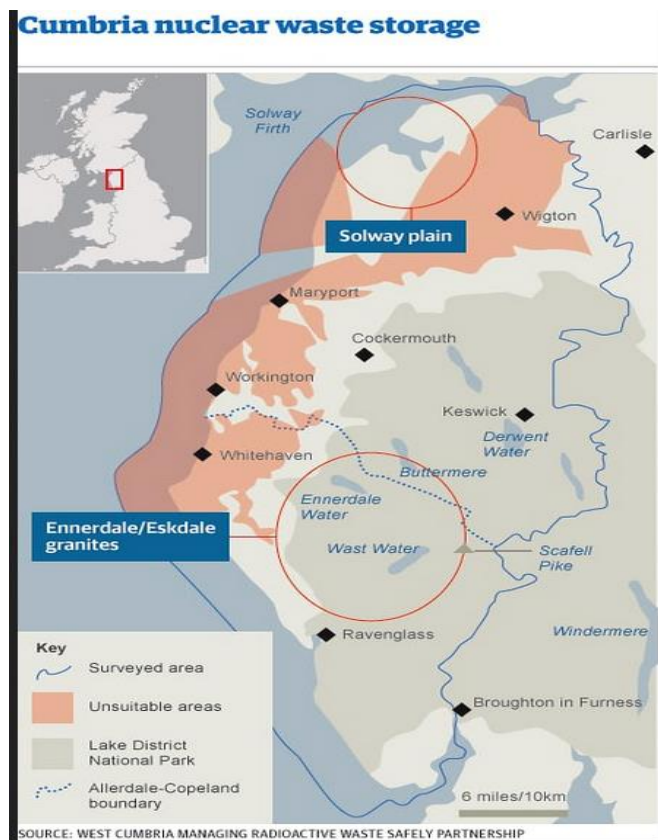 Cumbria nuclear waste storage
Solway
Firth
Carlisle
Wigton
Solway plain
Maryport
Cockermouth
Workington
Keswick
Derwent
Water
Whitehaven
Buttermere
Ennerdale
Water
Ennerdale/Eskdale
granites
Wast Water
Scafell
Pike
Ravenglass
Windermere
Key
Surveyed area
Unsuitable areas
Lake District
National Park
Allerdale-Copeland
boundary
Broughton in Furness
6 miles/10km
SOURCE: WEST CUMBRIA MANAGING RADIOACTIVE WASTE SAFELY PARTNERSHIP